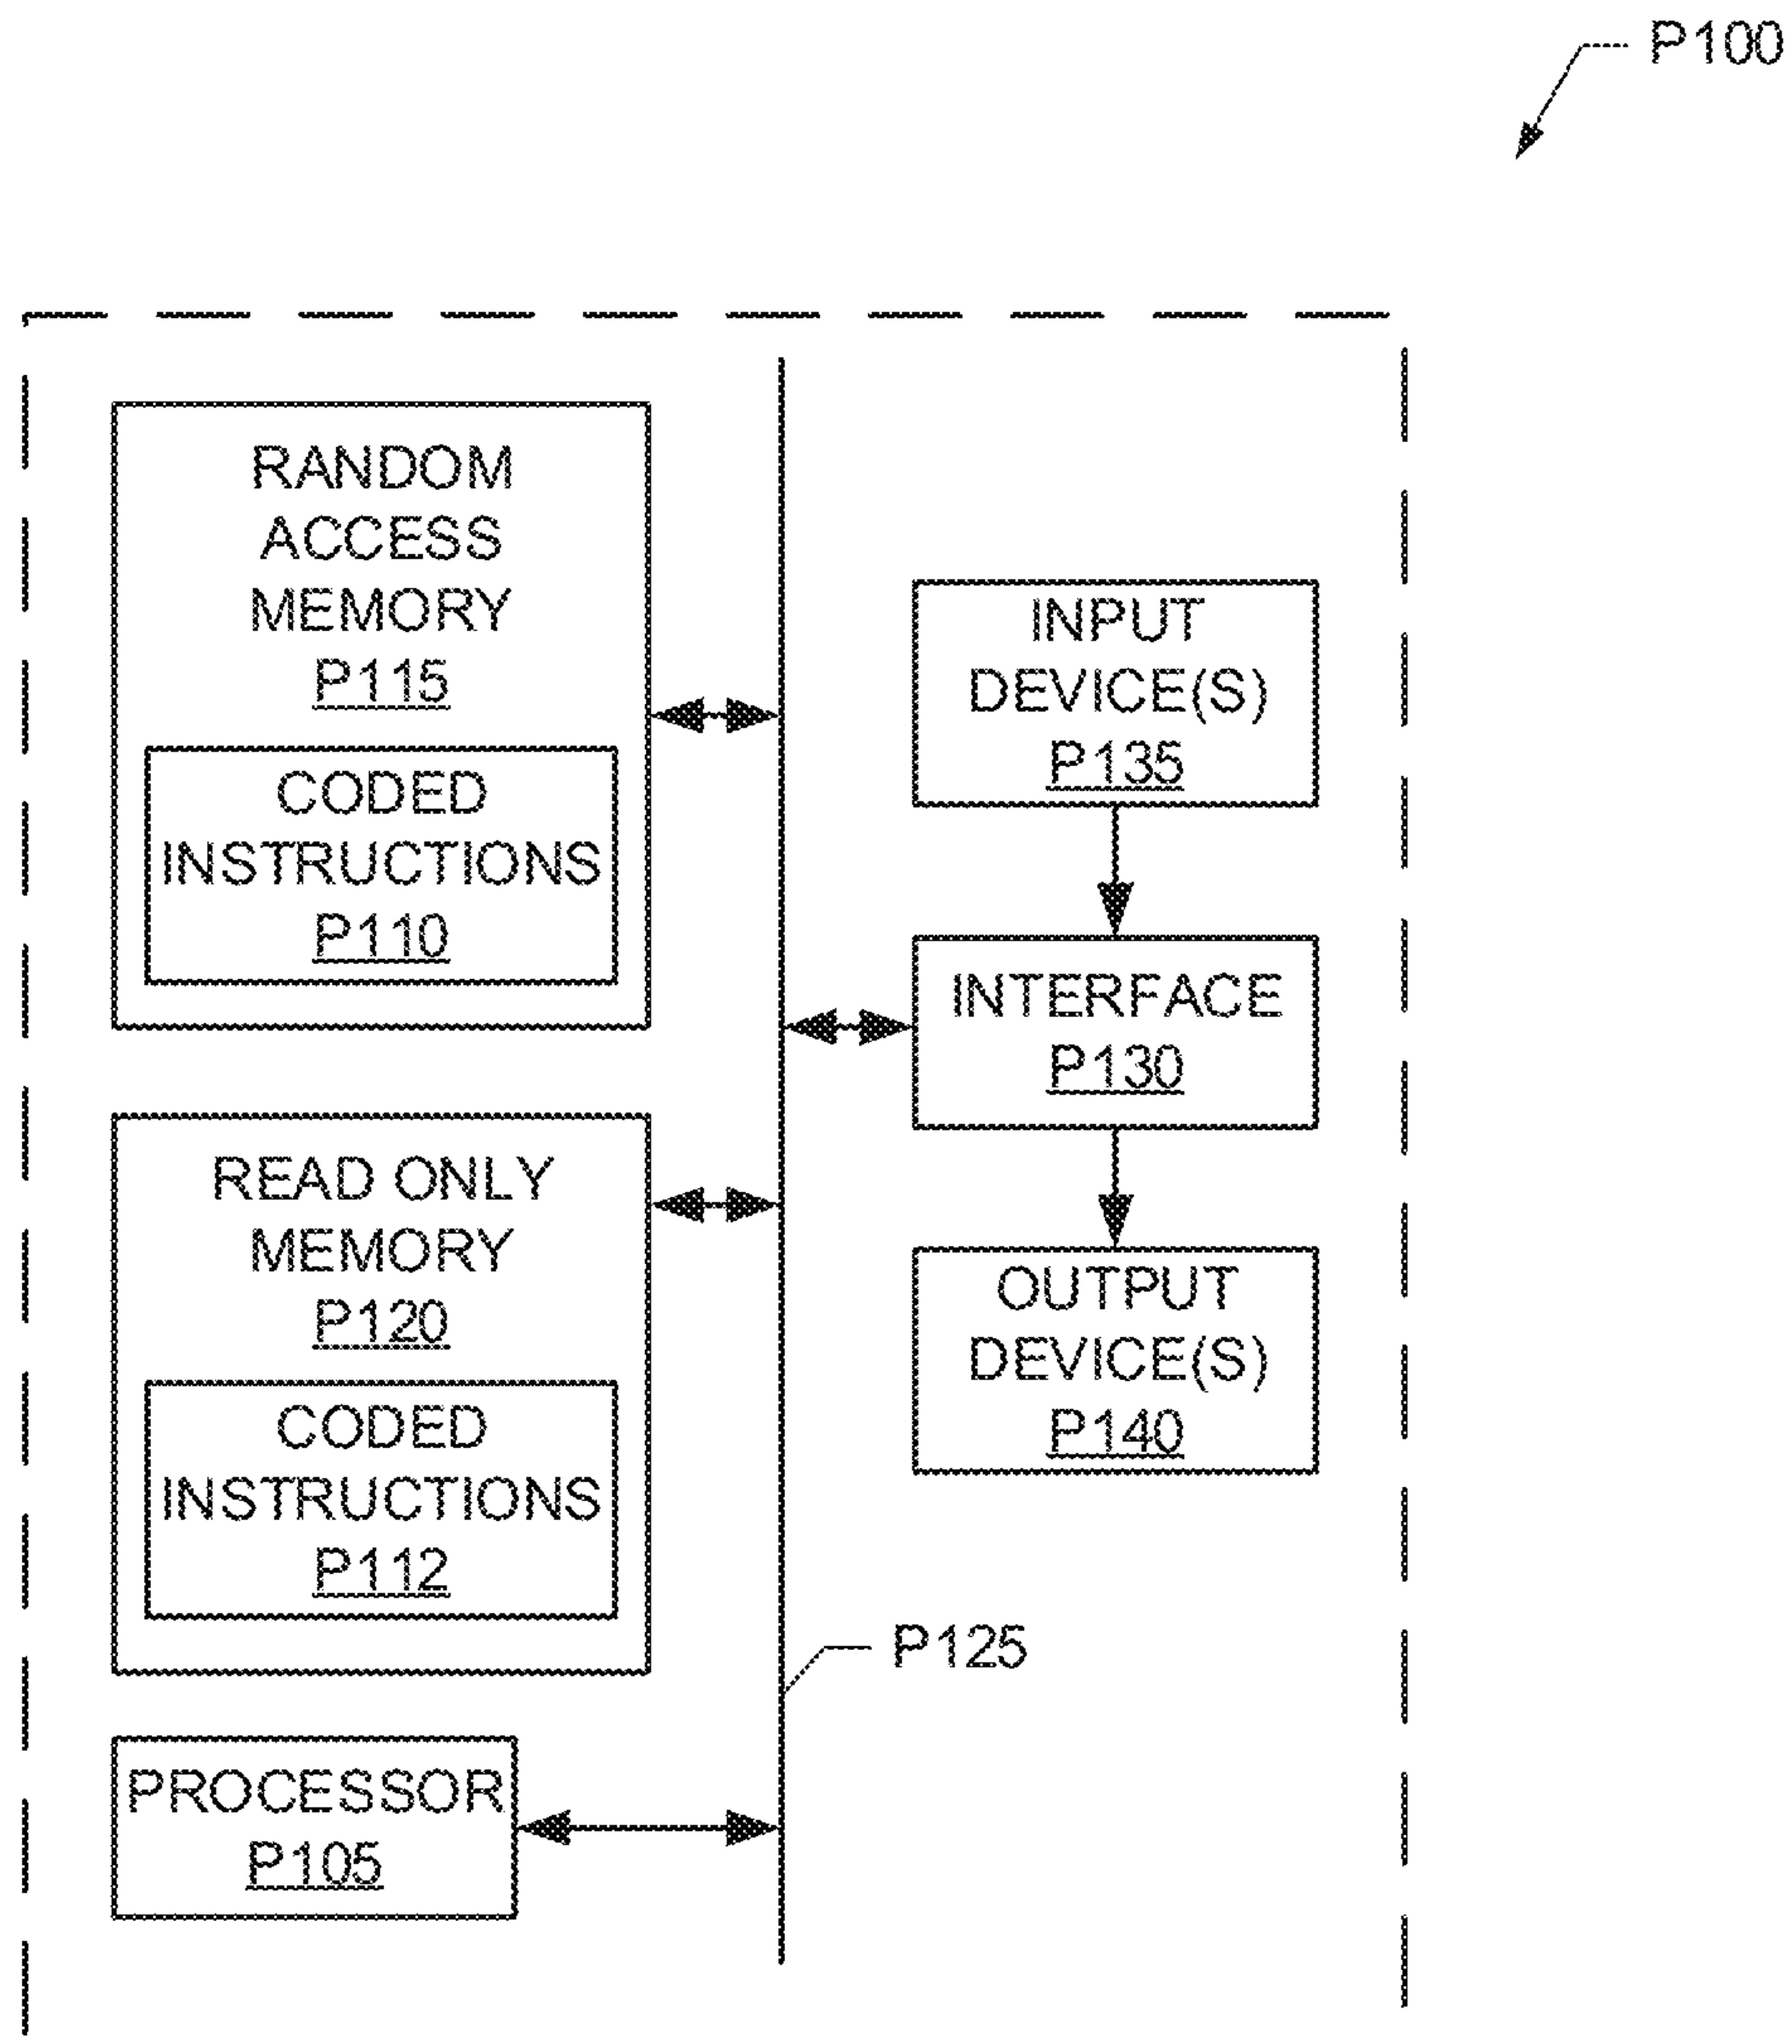 P100
RANDOM
ACCESS
MEMORY
P115
CODED
INSTRUCTIONS
P110
READ ONLY
MEMORY
P120
CODED
INSTRUCTIONS
P112
PROCESSOR
P105
INPUT
DEVICE(S)
P135
INTERFACE
P130
OUTPUT
DEVICE(S)
P140
P125